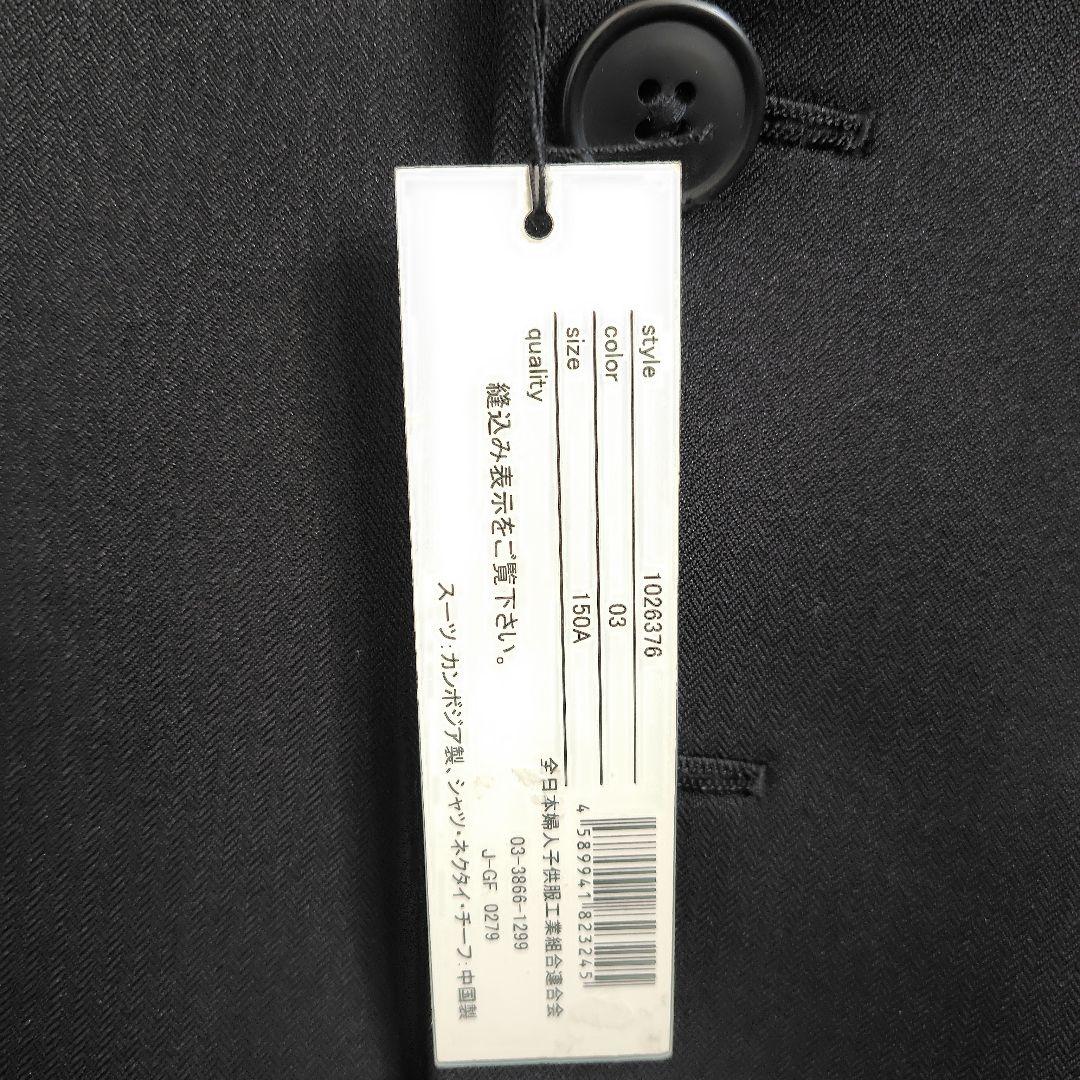 style 1026376
color 03
size 150A
quality
縫込み表示をご覧下さい。
4 589941 823245
全日本婦人子供服工業組合連合会
03-3866-1299
J-GF 0279
スーツ:カンボジア製、シャツ・ネクタイ・チーフ:中国製